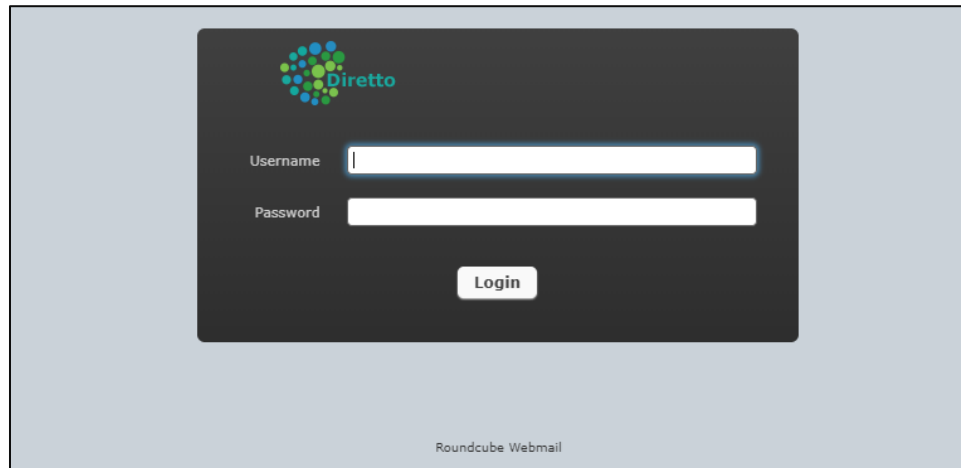 Diretto
Username
Password
Login
Roundcube Webmail